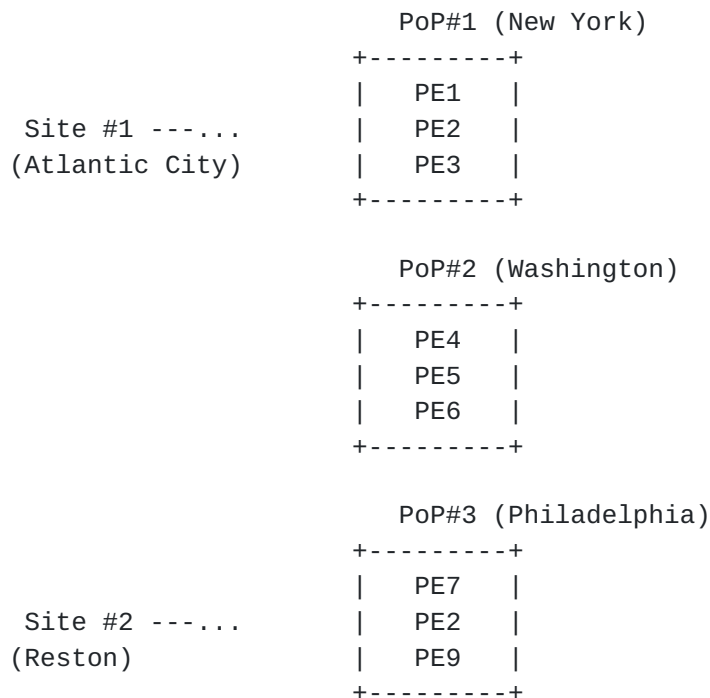 PoP#1 (New York)
+---------+
|   PE1   |
Site #1 ---...        |   PE2   |
(Atlantic City)       |   PE3   |
+---------+
PoP#2 (Washington)
+---------+
|   PE4   |
|   PE5   |
|   PE6   |
+---------+
PoP#3 (Philadelphia)
+---------+
|   PE7   |
Site #2 ---...        |   PE2   |
(Reston)              |   PE9   |
+---------+